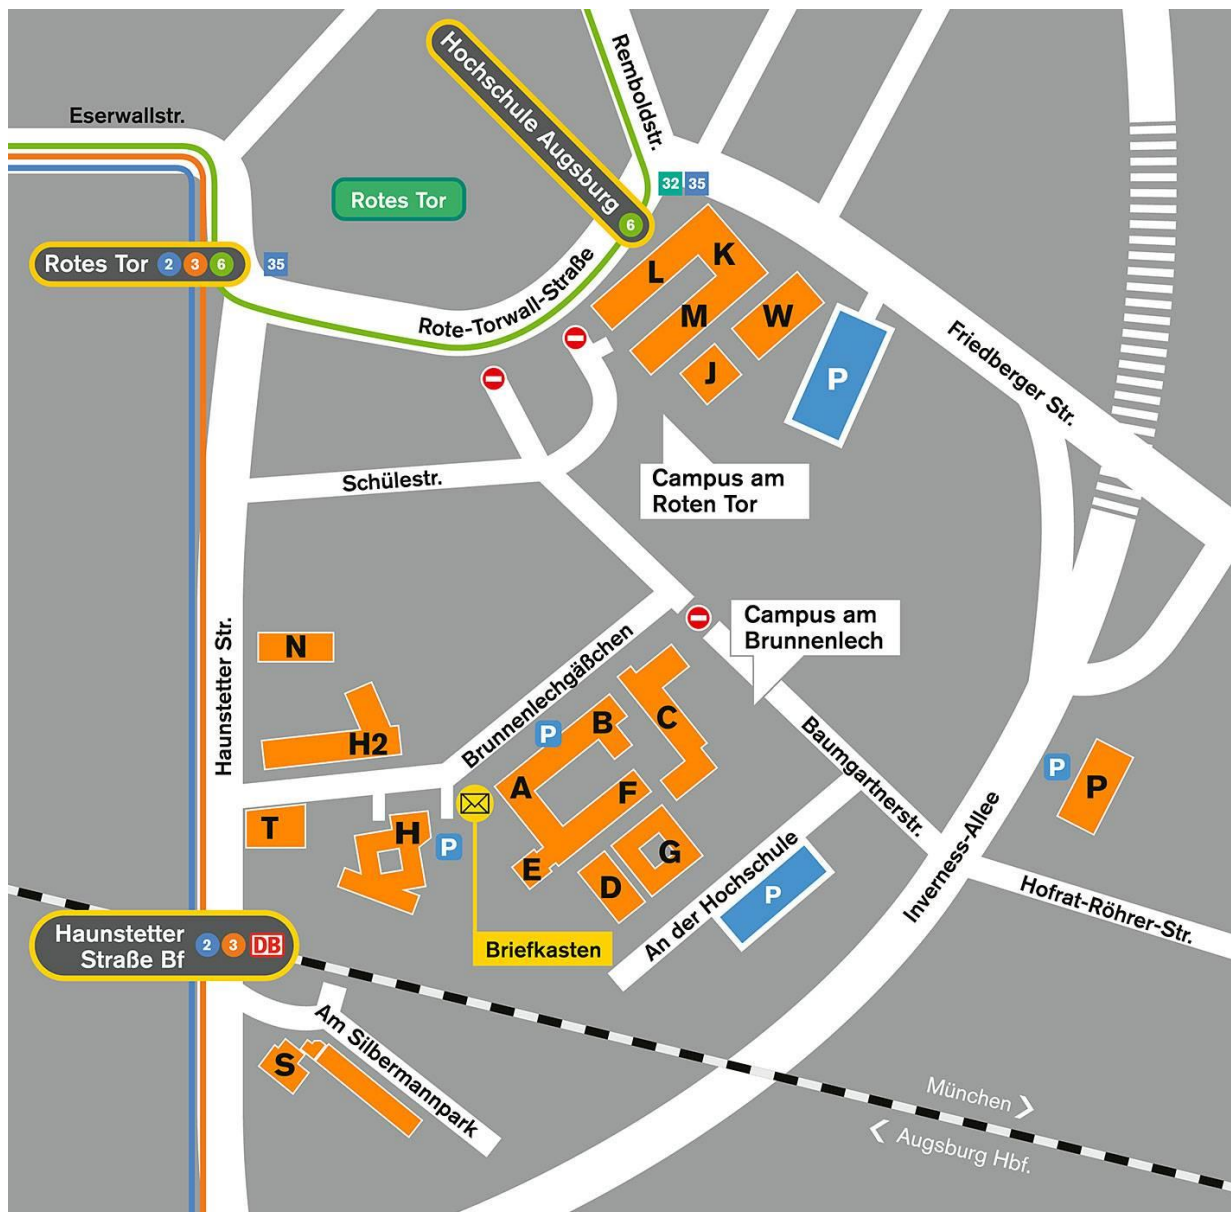 Eserwallstr.
Remboldstr.
Hochschule Augsburg
6
32 35
Rotes Tor
Rotes Tor 2 3 6
35
Rote-Torwall-Straße
L
K
M
W
J
P
Friedberger Str.
Campus am
Roten Tor
Schülestr.
Campus am
Brunnenlech
Haunstetter Str.
N
H2
Brunnenlechgäßchen
P
B
C
A
F
Baumgartnerstr.
P
P
T
H
P
E
D
G
An der Hochschule
P
Inverness-Allee
Hofrat-Röhrer-Str.
Haunstetter
Straße Bf
2 3 DB
Briefkasten
Am Silbermannpark
S
München
Augsburg Hbf.